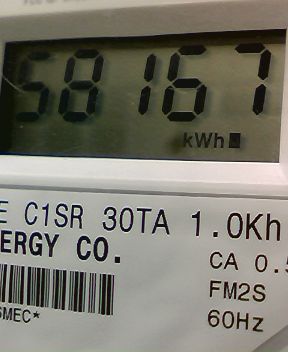 58167
kWh
E C1SR 30TA 1.0Kh
ERGY CO.
CA 0.5
FM2S
60Hz
SMEC*